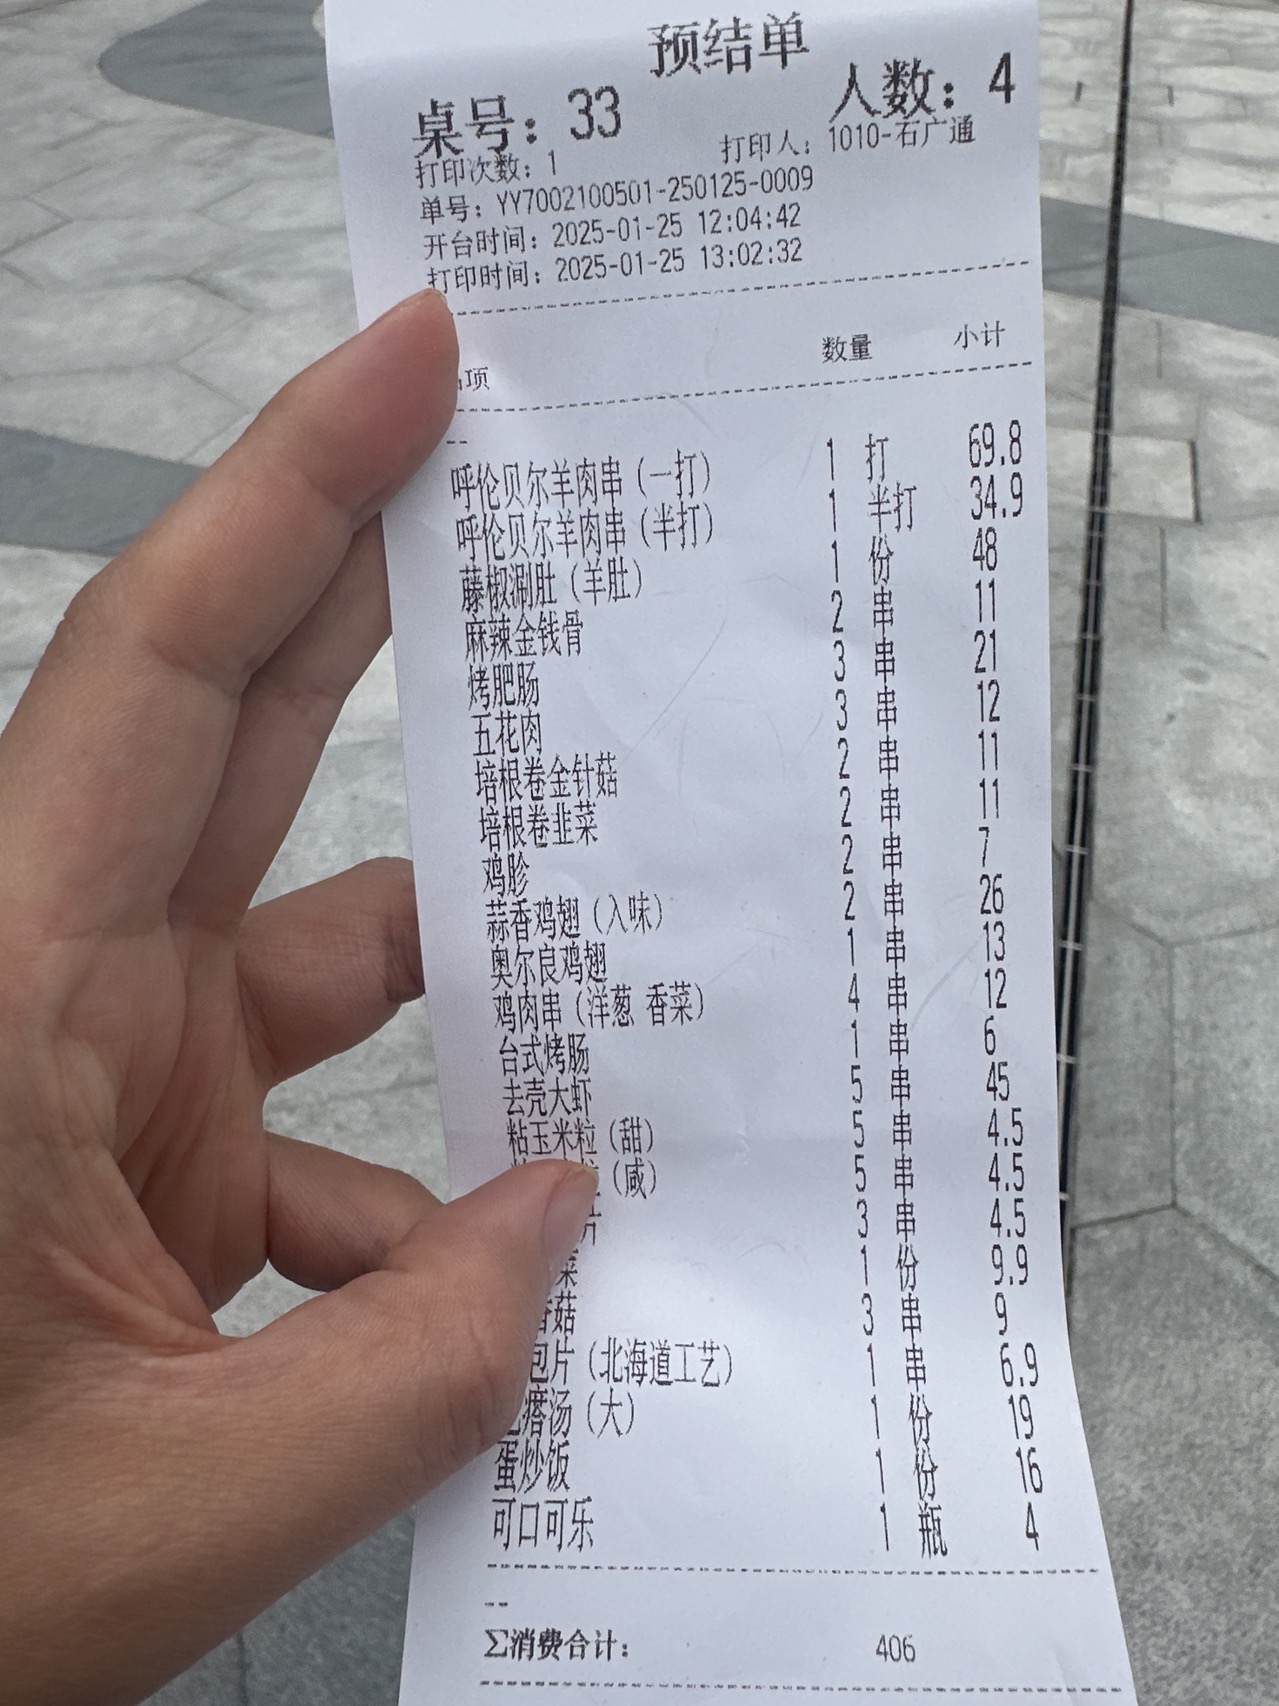 预结单
桌号：33 人数：4
打印次数：1 打印人：1010-石广通
单号：YY7002100501-250125-0009
开台时间：2025-01-25 12:04:42
打印时间：2025-01-25 13:02:32
项 数量 小计
--
呼伦贝尔羊肉串（一打） 1 打 69.8
呼伦贝尔羊肉串（半打） 1 半打 34.9
藤椒涮肚（羊肚） 1 份 48
麻辣金钱骨 2 串 11
烤肥肠 3 串 21
五花肉 3 串 12
培根卷金针菇 2 串 11
培根卷韭菜 2 串 11
鸡胗 2 串 7
蒜香鸡翅（入味） 2 串 26
奥尔良鸡翅 1 串 13
鸡肉串（洋葱 香菜） 4 串 12
台式烤肠 1 串 6
去壳大虾 5 串 45
粘玉米粒（甜） 5 串 4.5
（咸） 5 串 4.5
片 3 串 4.5
菜 1 份 9.9
香菇 3 串 9
包片（北海道工艺） 1 串 6.9
瘩汤（大） 1 份 19
蛋炒饭 1 份 16
可口可乐 1 瓶 4
--
∑消费合计： 406